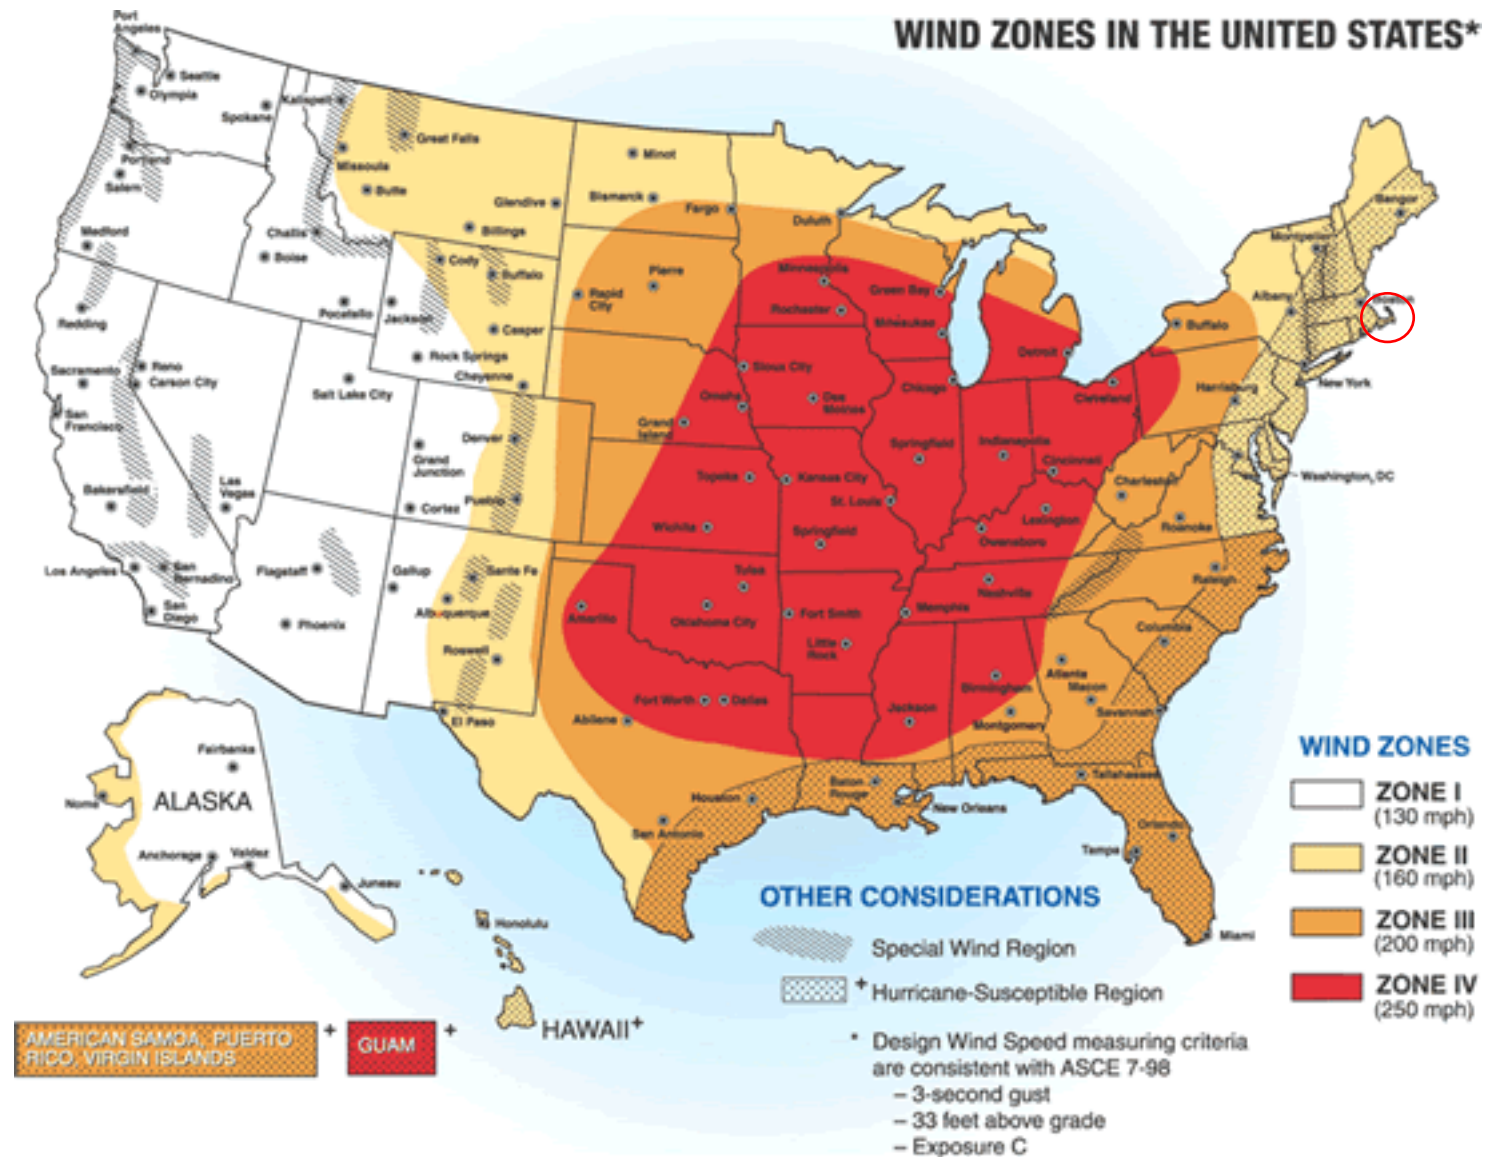 WIND ZONES IN THE UNITED STATES*
Port
Angeles
Seattle
Olympia
Spokane
Kalispell
Great Falls
Missoula
Butte
Glendive
Billings
Portland
Salem
Medford
Challis
Boise
Pocatello
Jackson
Cody
Buffalo
Casper
Rock Springs
Cheyenne
Minot
Bismarck
Fargo
Duluth
Pierre
Rapid
City
Minneapolis
Rochester
Green Bay
Milwaukee
Detroit
Chicago
Cleveland
Buffalo
Albany
Montpelier
Bangor
Boston
New York
Harrisburg
Washington, DC
Redding
Sacramento
Reno
Carson City
San
Francisco
Salt Lake City
Grand
Junction
Denver
Pueblo
Cortez
Bakersfield
Las
Vegas
Los Angeles
San
Bernadino
San
Diego
Flagstaff
Phoenix
Gallup
Sante Fe
Albuquerque
Roswell
El Paso
Sioux City
Omaha
Des
Moines
Grand
Island
Topeka
Kansas City
Wichita
Springfield
St. Louis
Springfield
Indianapolis
Cincinnati
Lexington
Owensboro
Charleston
Roanoke
Raleigh
Nashville
Memphis
Tulsa
Oklahoma City
Amarillo
Fort Smith
Little
Rock
Fort Worth
Dallas
Abilene
Jackson
Birmingham
Montgomery
Atlanta
Macon
Columbia
Savannah
Tallahassee
Orlando
Tampa
Miami
Baton
Rouge
New Orleans
Houston
San Antonio
Fairbanks
Nome
ALASKA
Anchorage
Valdez
Juneau
Honolulu
HAWAII+
AMERICAN SAMOA, PUERTO
RICO, VIRGIN ISLANDS
+
GUAM
+
OTHER CONSIDERATIONS
Special Wind Region
+ Hurricane-Susceptible Region
* Design Wind Speed measuring criteria
are consistent with ASCE 7-98
– 3-second gust
– 33 feet above grade
– Exposure C
WIND ZONES
ZONE I
(130 mph)
ZONE II
(160 mph)
ZONE III
(200 mph)
ZONE IV
(250 mph)